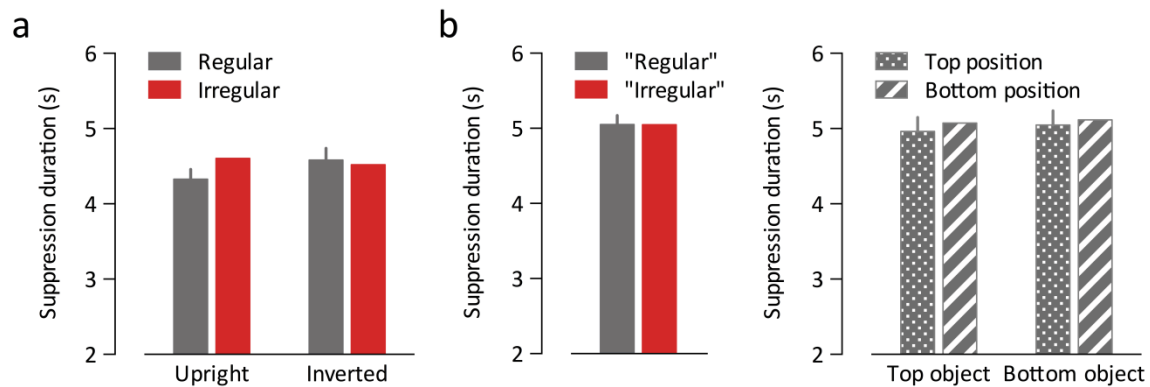 a
Suppression duration (s)
6
5
4
3
2
Regular
Irregular
Upright Inverted
b
Suppression duration (s)
6
5
4
3
2
"Regular"
"Irregular"
Suppression duration (s)
6
5
4
3
2
Top position
Bottom position
Top object Bottom object